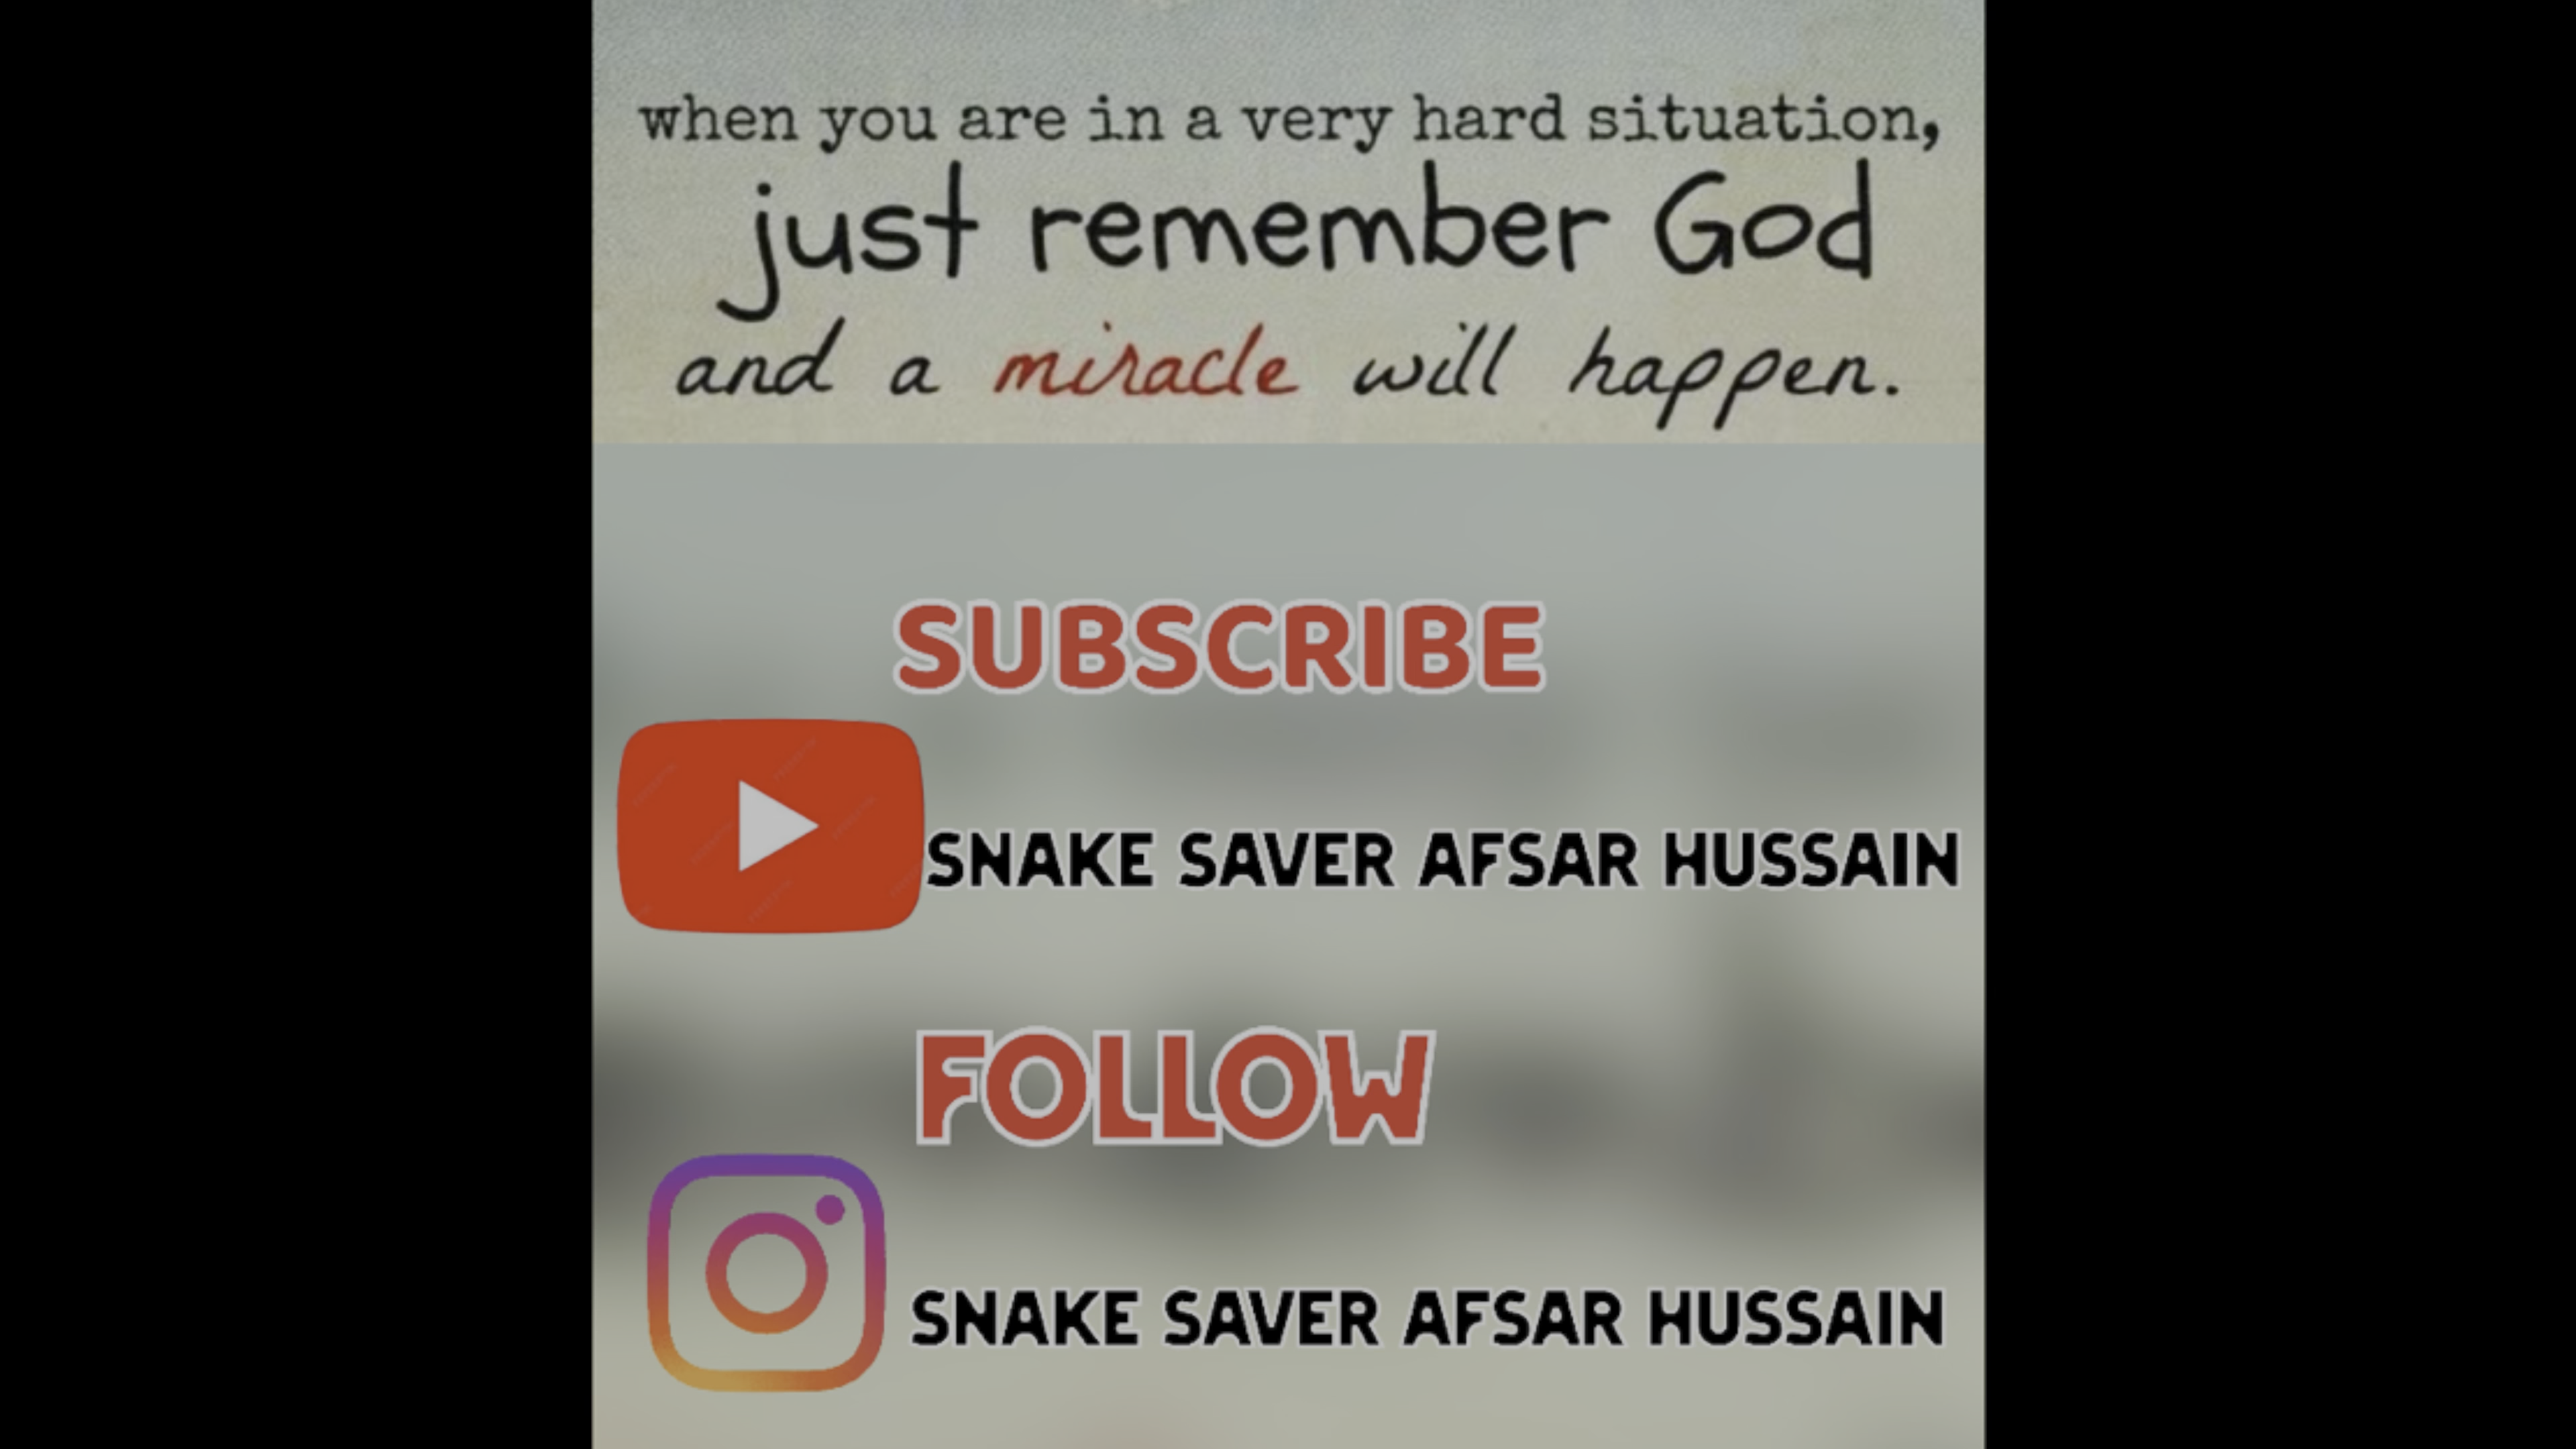 when you are in a very hard situation,
just remember God
and a miracle will happen.
SUBSCRIBE
SNAKE SAVER AFSAR HUSSAIN
FOLLOW
SNAKE SAVER AFSAR HUSSAIN